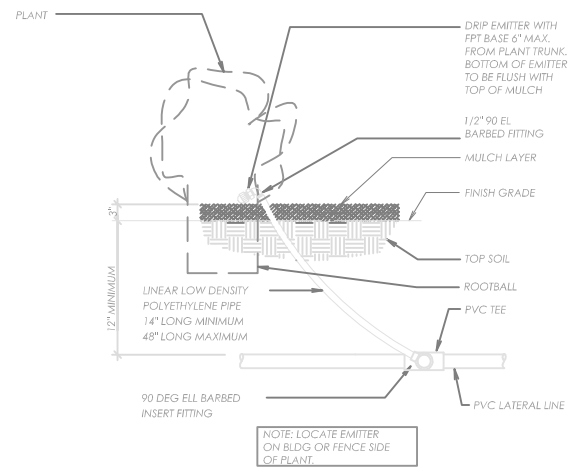 PLANT
DRIP EMITTER WITH
FPT BASE 6" MAX.
FROM PLANT TRUNK.
BOTTOM OF EMITTER
TO BE FLUSH WITH
TOP OF MULCH
1/2" 90 EL
BARBED FITTING
MULCH LAYER
FINISH GRADE
3"
TOP SOIL
12" MINIMUM
LINEAR LOW DENSITY
POLYETHYLENE PIPE
14" LONG MINIMUM
48" LONG MAXIMUM
ROOTBALL
PVC TEE
90 DEG ELL BARBED
INSERT FITTING
PVC LATERAL LINE
NOTE: LOCATE EMITTER
ON BLDG OR FENCE SIDE
OF PLANT.